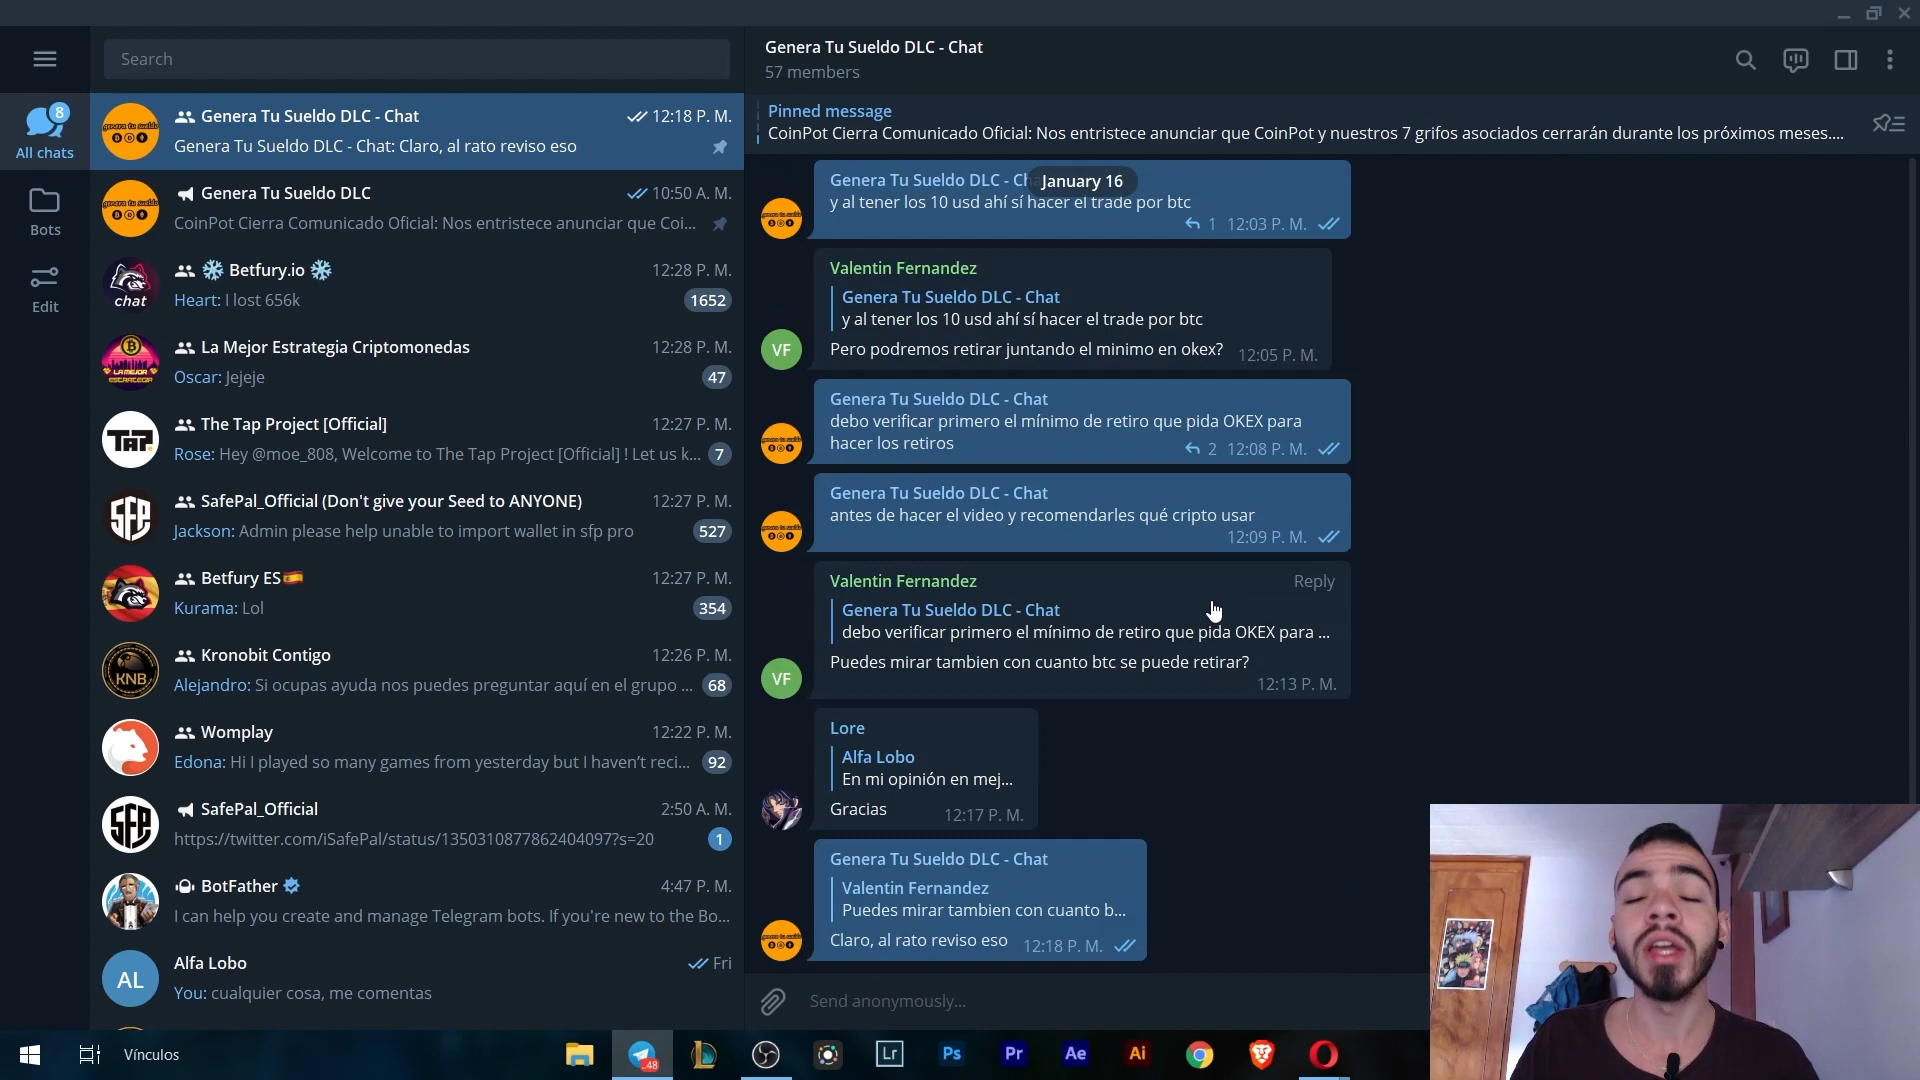 Search
8
All chats
Bots
Edit
Genera Tu Sueldo DLC - Chat
12:18 P. M.
Genera Tu Sueldo DLC - Chat: Claro, al rato reviso eso
Genera Tu Sueldo DLC
10:50 A. M.
CoinPot Cierra Comunicado Oficial: Nos entristece anunciar que Coi...
chat
Betfury.io
12:28 P. M.
Heart: I lost 656k
1652
La Mejor Estrategia Criptomonedas
12:28 P. M.
Oscar: Jejeje
47
TAP
The Tap Project [Official]
12:27 P. M.
Rose: Hey @moe_808, Welcome to The Tap Project [Official] ! Let us k...
7
SFP
SafePal_Official (Don't give your Seed to ANYONE)
12:27 P. M.
Jackson: Admin please help unable to import wallet in sfp pro
527
Betfury ES
12:27 P. M.
Kurama: Lol
354
KNB
Kronobit Contigo
12:26 P. M.
Alejandro: Si ocupas ayuda nos puedes preguntar aquí en el grupo ...
68
Womplay
12:22 P. M.
Edona: Hi I played so many games from yesterday but I haven't reci...
92
SFP
SafePal_Official
2:50 A. M.
https://twitter.com/iSafePal/status/1350310877862404097?s=20
1
BotFather
4:47 P. M.
I can help you create and manage Telegram bots. If you're new to the Bo...
AL
Alfa Lobo
Fri
You: cualquier cosa, me comentas
Genera Tu Sueldo DLC - Chat
57 members
Pinned message
CoinPot Cierra Comunicado Oficial: Nos entristece anunciar que CoinPot y nuestros 7 grifos asociados cerrarán durante los próximos meses....
January 16
Genera Tu Sueldo DLC - Ch
y al tener los 10 usd ahí sí hacer el trade por btc
1 12:03 P. M.
Valentin Fernandez
Genera Tu Sueldo DLC - Chat
y al tener los 10 usd ahí sí hacer el trade por btc
VF
Pero podremos retirar juntando el minimo en okex? 12:05 P. M.
Genera Tu Sueldo DLC - Chat
debo verificar primero el mínimo de retiro que pida OKEX para
hacer los retiros
2 12:08 P. M.
Genera Tu Sueldo DLC - Chat
antes de hacer el video y recomendarles qué cripto usar
12:09 P. M.
Valentin Fernandez
Reply
Genera Tu Sueldo DLC - Chat
debo verificar primero el mínimo de retiro que pida OKEX para ...
Puedes mirar tambien con cuanto btc se puede retirar?
VF
12:13 P. M.
Lore
Alfa Lobo
En mi opinión en mej...
Gracias 12:17 P. M.
Genera Tu Sueldo DLC - Chat
Valentin Fernandez
Puedes mirar tambien con cuanto b...
Claro, al rato reviso eso 12:18 P. M.
Send anonymously...
Vínculos
..48
Lr
Ps
Pr
Ae
Ai